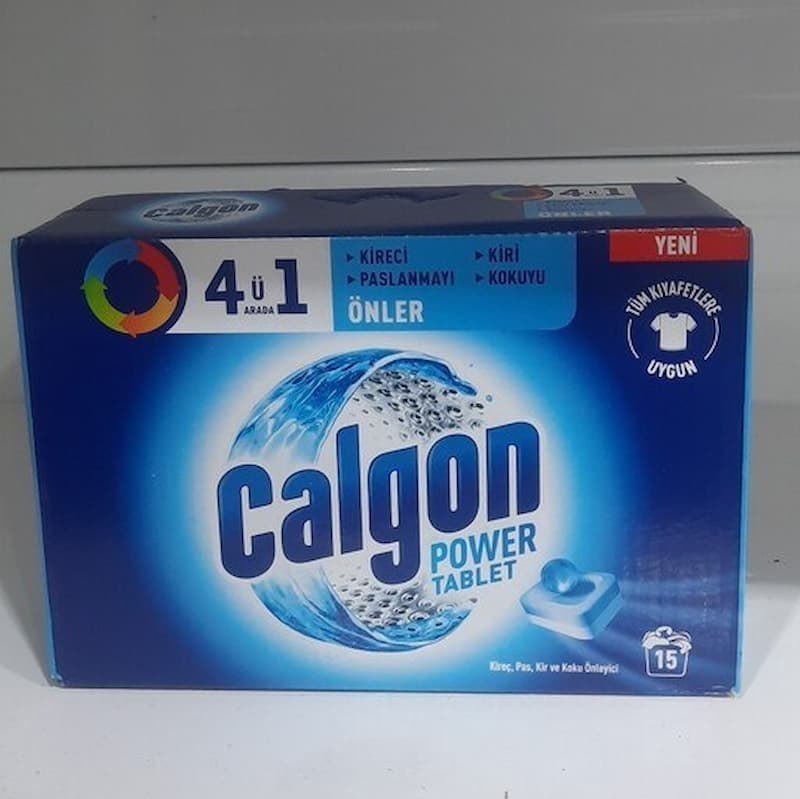 Calgon
4 ü 1
ÖNLER
4 Ü ARADA 1
KİRECİ
KİRİ
PASLANMAYI
KOKUYU
ÖNLER
YENİ
TÜM KIYAFETLERE
UYGUN
Calgon
POWER
TABLET
15
Kireç, Pas, Kir ve Koku Önleyici